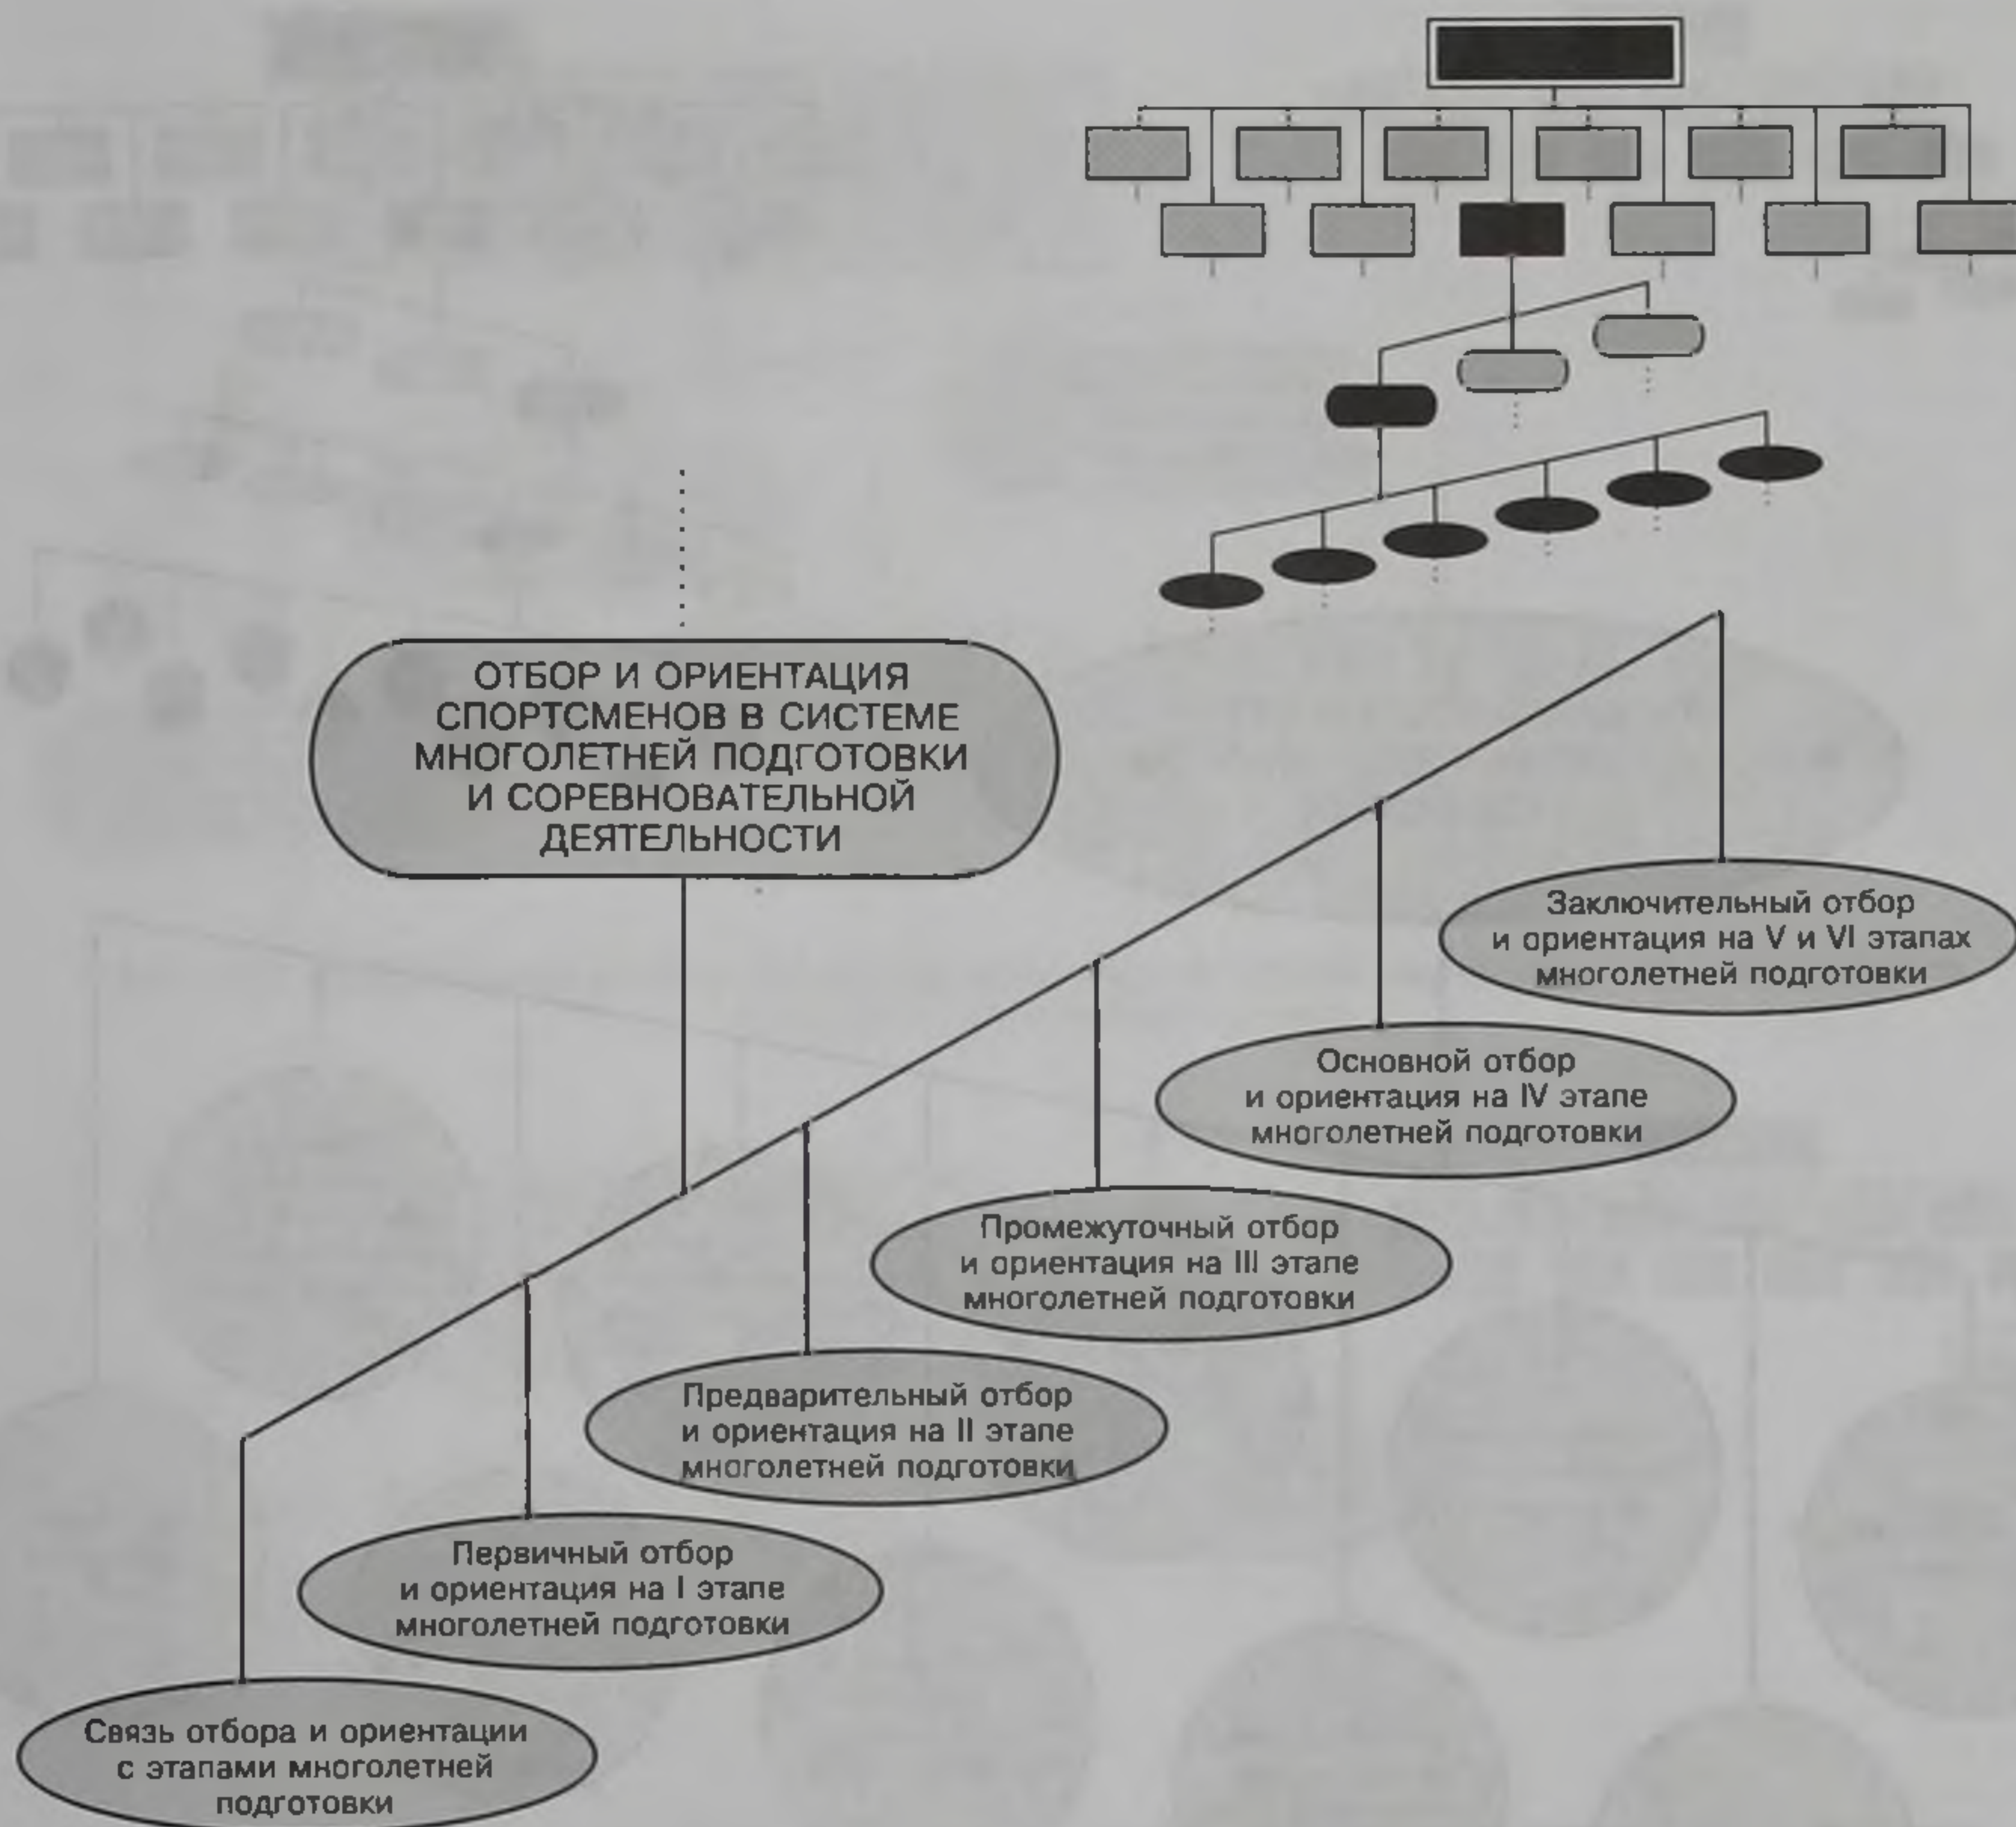 ОТБОР И ОРИЕНТАЦИЯ
СПОРТСМЕНОВ В СИСТЕМЕ
МНОГОЛЕТНЕЙ ПОДГОТОВКИ
И СОРЕВНОВАТЕЛЬНОЙ
ДЕЯТЕЛЬНОСТИ
Заключительный отбор
и ориентация на V и VI этапах
многолетней подготовки
Основной отбор
и ориентация на IV этапе
многолетней подготовки
Промежуточный отбор
и ориентация на III этапе
многолетней подготовки
Предварительный отбор
и ориентация на II этапе
многолетней подготовки
Первичный отбор
и ориентация на I этапе
многолетней подготовки
Связь отбора и ориентации
с этапами многолетней
подготовки